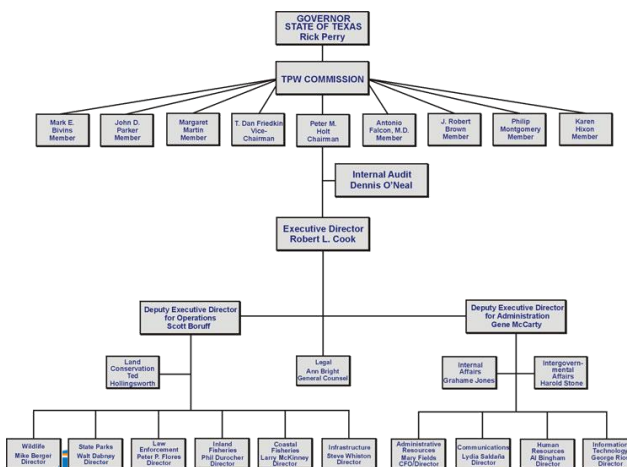 GOVERNOR
STATE OF TEXAS
Rick Perry
TPW COMMISSION
Mark E.
Bivins
Member
John D.
Parker
Member
Margaret
Martin
Member
T. Dan Friedkin
Vice-
Chairman
Peter M.
Holt
Chairman
Antonio
Falcon, M.D.
Member
J. Robert
Brown
Member
Philip
Montgomery
Member
Karen
Hixon
Member
Internal Audit
Dennis O'Neal
Executive Director
Robert L. Cook
Deputy Executive Director
for Operations
Scott Boruff
Deputy Executive Director
for Administration
Gene McCarty
Land
Conservation
Ted
Hollingsworth
Legal
Ann Bright
General Counsel
Internal
Affairs
Grahame Jones
Intergovern-
mental
Affairs
Harold Stone
Wildlife
Mike Berger
Director
State Parks
Walt Dabney
Director
Law
Enforcement
Peter P. Flores
Director
Inland
Fisheries
Phil Durocher
Director
Coastal
Fisheries
Larry McKinney
Director
Infrastructure
Steve Whiston
Director
Administrative
Resources
Mary Fields
CFO/Director
Communications
Lydia Saldaña
Director
Human
Resources
Al Bingham
Director
Information
Technology
George Rios
Director